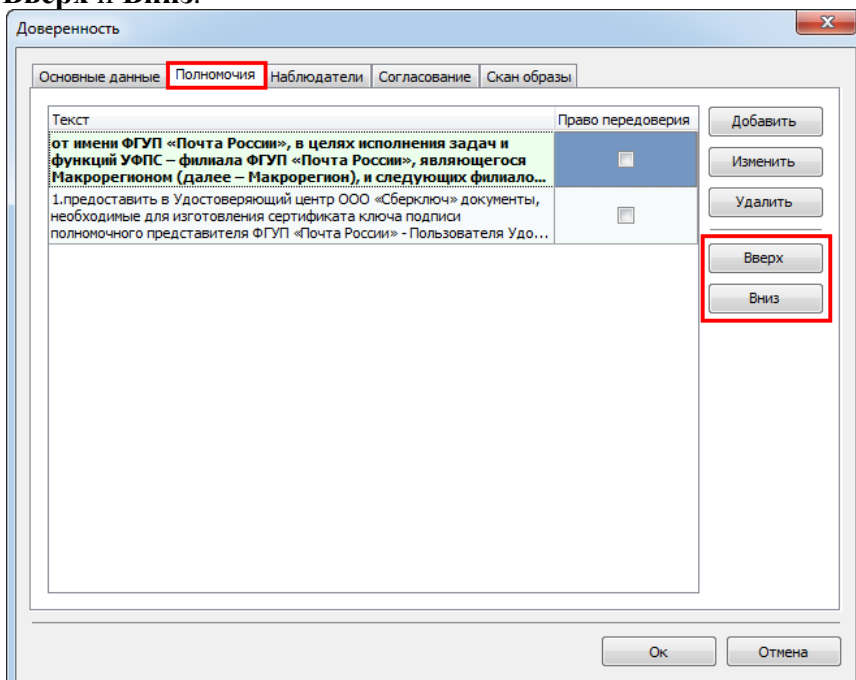 Вверх и Вниз.
Доверенность
Основные данные Полномочия Наблюдатели Согласование Скан образы
Текст Право передоверия
от имени ФГУП «Почта России», в целях исполнения задач и
функций УФПС – филиала ФГУП «Почта России», являющегося
Макрорегионом (далее – Макрорегион), и следующих филиало...
1.предоставить в Удостоверяющий центр ООО «Сберключ» документы,
необходимые для изготовления сертификата ключа подписи
полномочного представителя ФГУП «Почта России» - Пользователя Удо...
Добавить
Изменить
Удалить
Вверх
Вниз
Ок Отмена